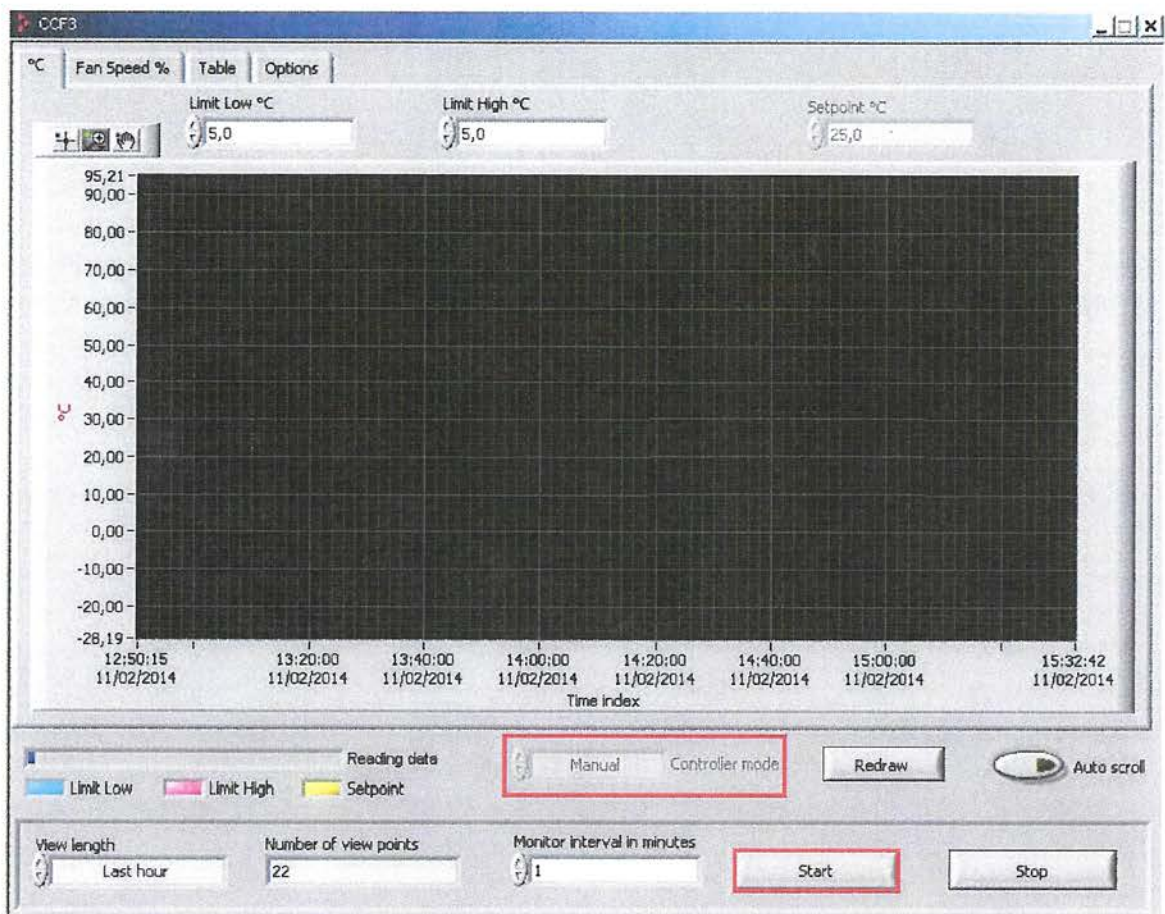 CCF3
°C Fan Speed % Table Options
Limit Low °C Limit High °C Setpoint °C
5,0 5,0 25,0
95,21
90,00
80,00
70,00
60,00
50,00
40,00
°C
30,00
20,00
10,00
0,00
-10,00
-20,00
-28,19
12:50:15 13:20:00 13:40:00 14:00:00 14:20:00 14:40:00 15:00:00 15:32:42
11/02/2014 11/02/2014 11/02/2014 11/02/2014 11/02/2014 11/02/2014 11/02/2014 11/02/2014
Time index
Reading data Manual Controller mode Redraw Auto scroll
Limit Low Limit High Setpoint
View length Number of view points Monitor interval in minutes
Last hour 22 1 Start Stop